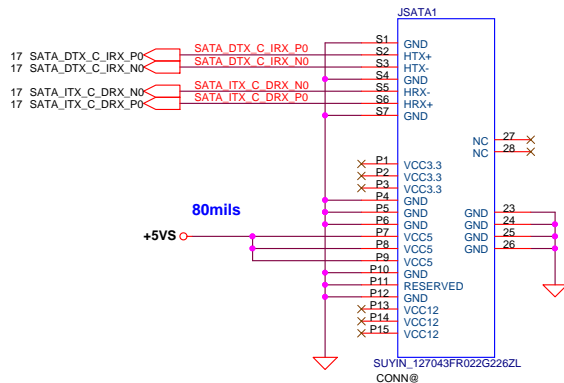 JSATA1
S1 GND
17 SATA_DTX_C_IRX_P0 SATA_DTX_C_IRX_P0 S2 HTX+
17 SATA_DTX_C_IRX_N0 SATA_DTX_C_IRX_N0 S3 HTX-
S4 GND
17 SATA_ITX_C_DRX_N0 SATA_ITX_C_DRX_N0 S5 HRX-
17 SATA_ITX_C_DRX_P0 SATA_ITX_C_DRX_P0 S6 HRX+
S7 GND
NC 27
NC 28
P1 VCC3.3
P2 VCC3.3
P3 VCC3.3
P4 GND
80mils P5 GND GND 23
P6 GND GND 24
+5VS P7 VCC5 GND 25
P8 VCC5 GND 26
P9 VCC5
P10 GND
P11 RESERVED
P12 GND
P13 VCC12
P14 VCC12
P15 VCC12
SUYIN_127043FR022G226ZL
CONN@